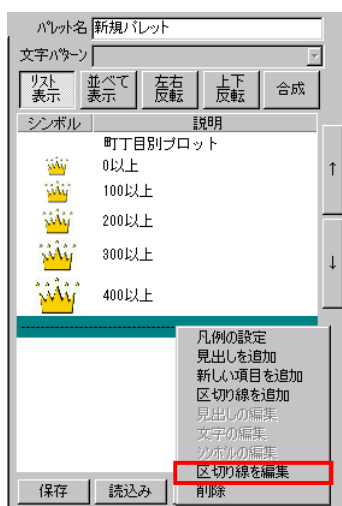 パレット名 新規パレット
文字パターン
リスト表示 並べて表示 左右反転 上下反転 合成
シンボル 説明
町丁目別プロット
0以上
100以上
200以上
300以上
400以上
↑
↓
凡例の設定
見出しを追加
新しい項目を追加
区切り線を追加
見出しの編集
文字の編集
シンボルの編集
区切り線を編集
削除
保存 読込み